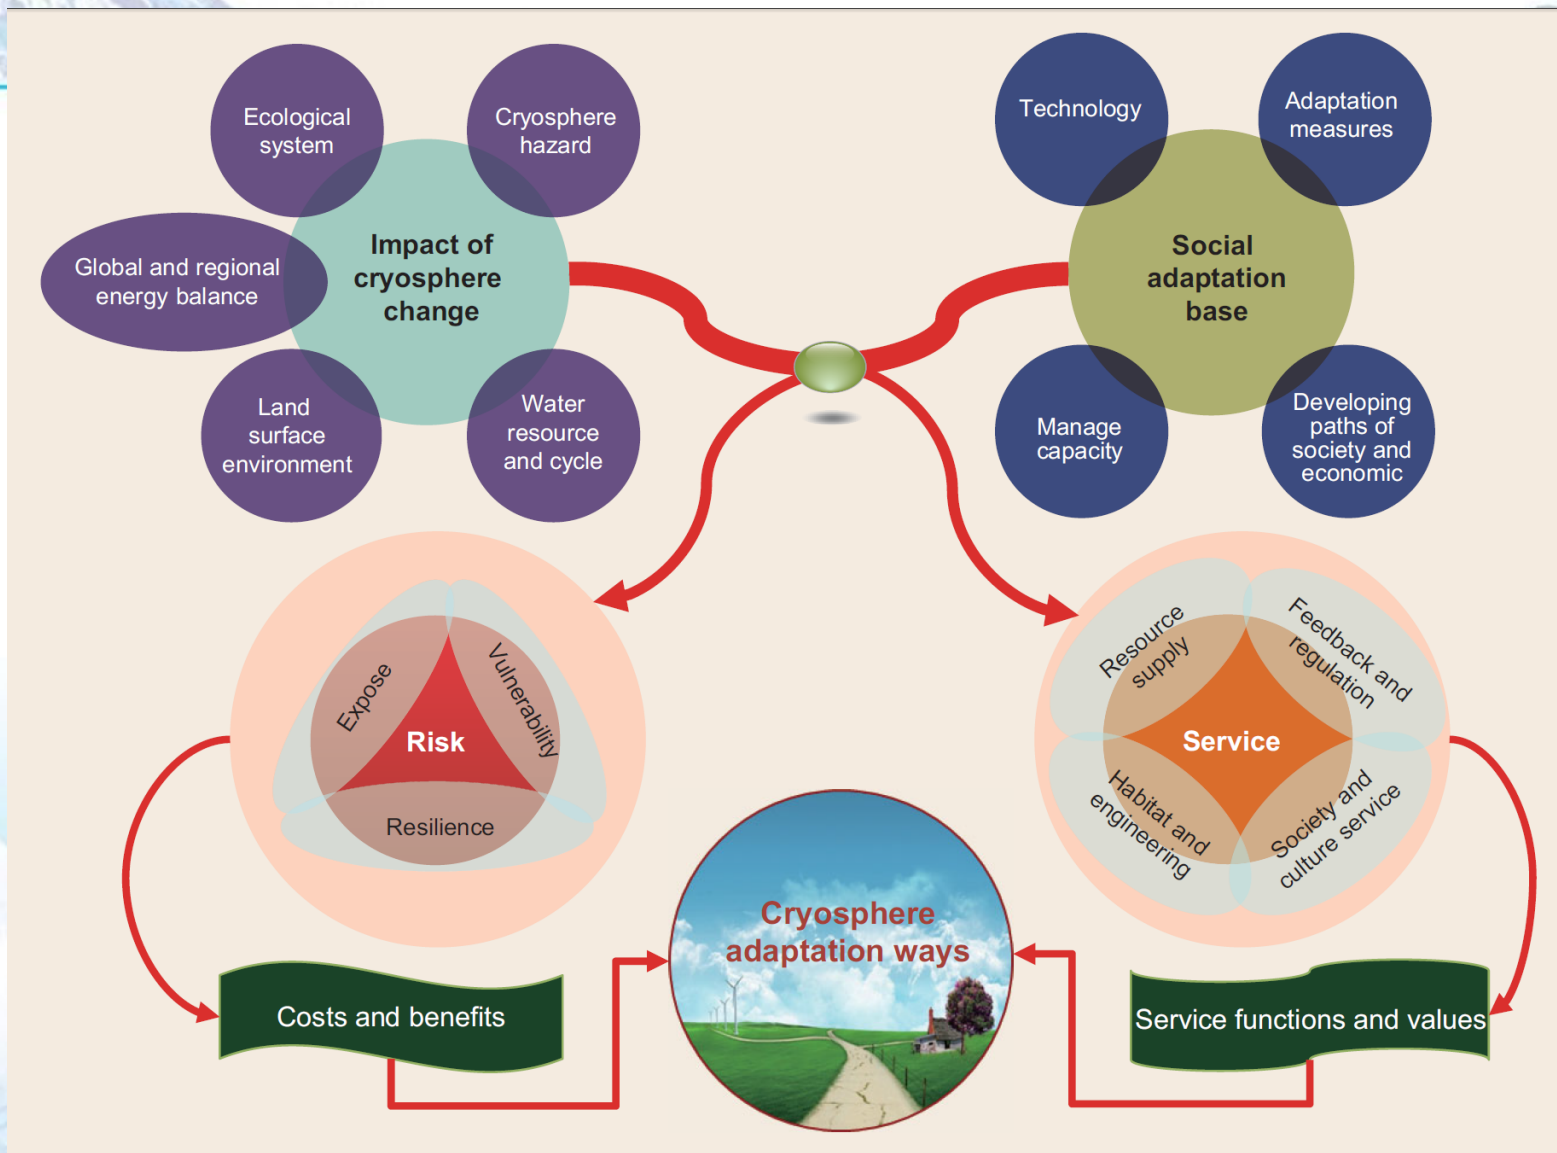 Ecological
system
Cryosphere
hazard
Global and regional
energy balance
Impact of
cryosphere
change
Land
surface
environment
Water
resource
and cycle
Technology
Adaptation
measures
Social
adaptation
base
Manage
capacity
Developing
paths of
society and
economic
Expose
Vulnerability
Risk
Resilience
Resource
supply
Feedback and
regulation
Service
Habitat and
engineering
Society and
culture service
Cryosphere
adaptation ways
Costs and benefits
Service functions and values